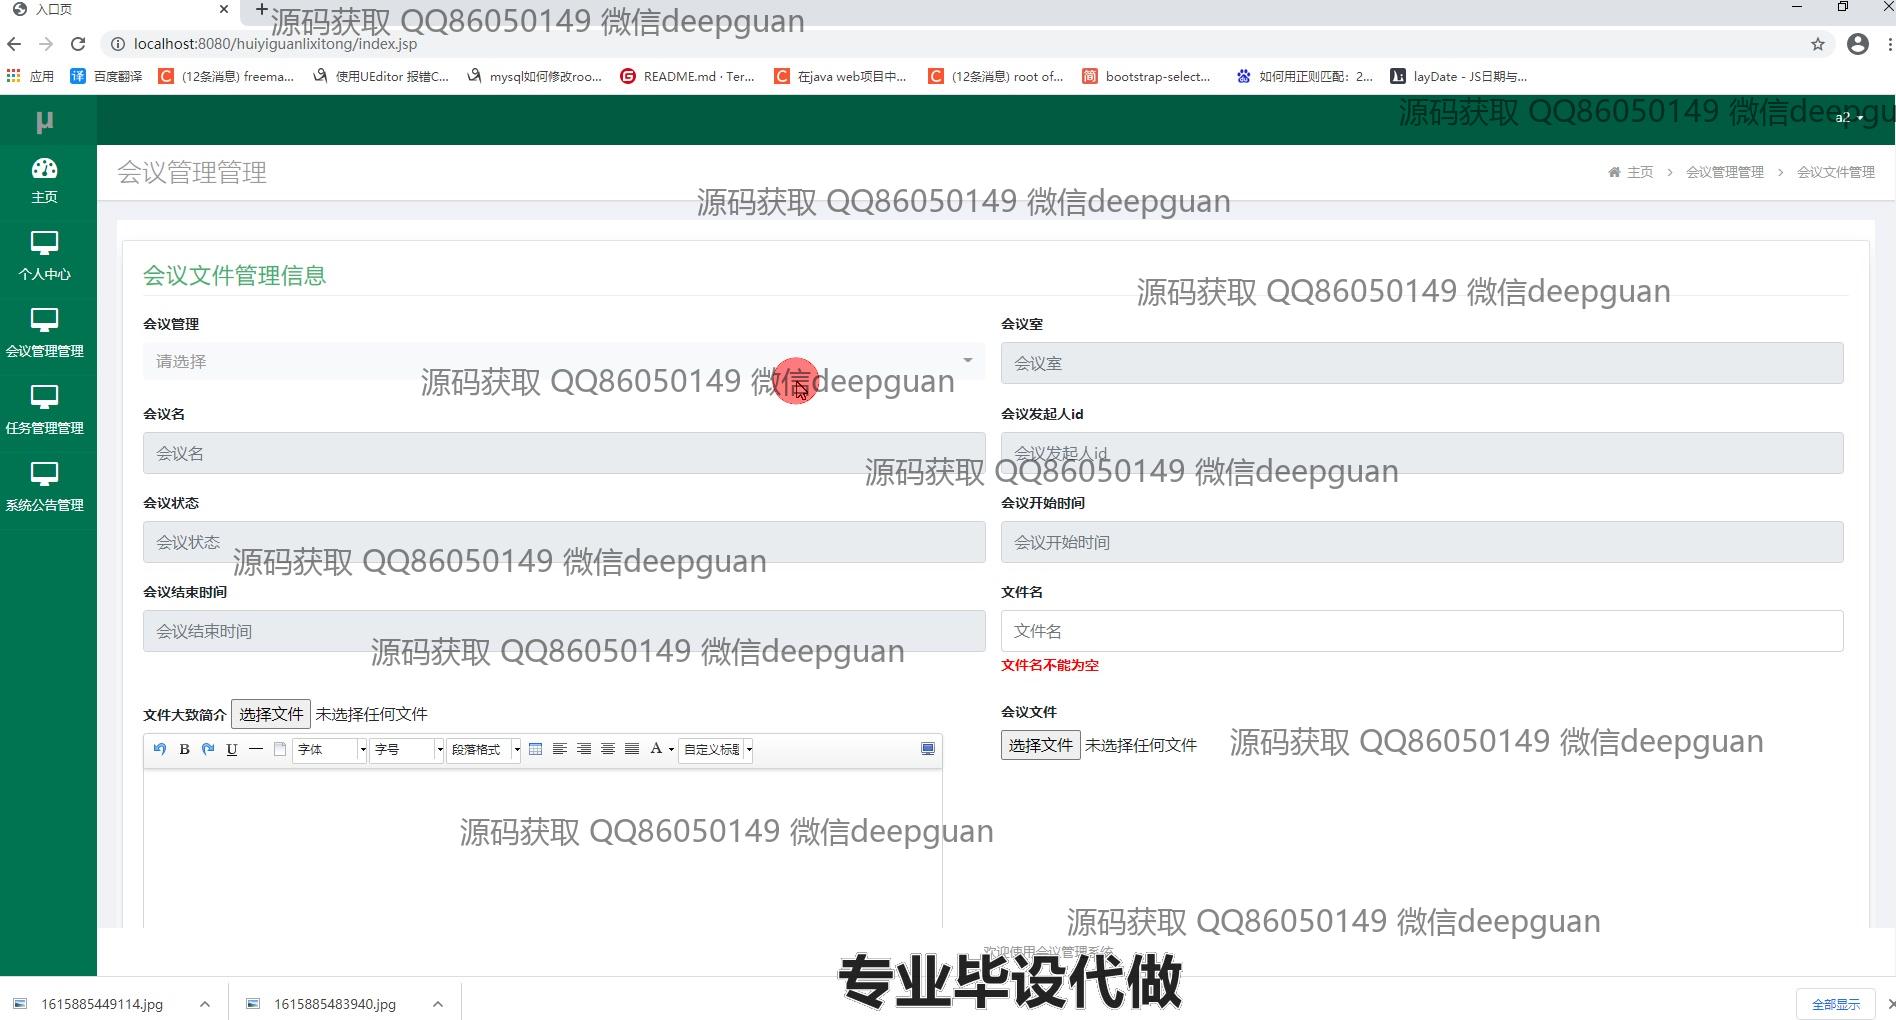 入口页
源码获取 QQ86050149 微信deepguan
localhost:8080/huiyiguanlixitong/index.jsp
应用 百度翻译 (12条消息) freema... 使用UEditor 报错C... mysql如何修改roo... README.md · Ter... 在java web项目中... (12条消息) root of... bootstrap-select... 如何用正则匹配：2... layDate - JS日期与...
μ
源码获取 QQ86050149 微信deepgu
a2
主页
个人中心
会议管理管理
任务管理管理
系统公告管理
会议管理管理
主页 > 会议管理管理 > 会议文件管理
源码获取 QQ86050149 微信deepguan
会议文件管理信息
源码获取 QQ86050149 微信deepguan
会议管理
会议室
请选择
会议室
源码获取 QQ86050149 微信deepguan
会议名
会议发起人id
会议名
会议发起人id
源码获取 QQ86050149 微信deepguan
会议状态
会议开始时间
会议状态
会议开始时间
源码获取 QQ86050149 微信deepguan
会议结束时间
文件名
会议结束时间
文件名
源码获取 QQ86050149 微信deepguan
文件名不能为空
文件大致简介 选择文件 未选择任何文件
会议文件
选择文件 未选择任何文件
源码获取 QQ86050149 微信deepguan
B U 字体 字号 段落格式 A 自定义标题
源码获取 QQ86050149 微信deepguan
源码获取 QQ86050149 微信deepguan
欢迎使用会议管理系统
专业毕设代做
1615885449114.jpg
1615885483940.jpg
全部显示